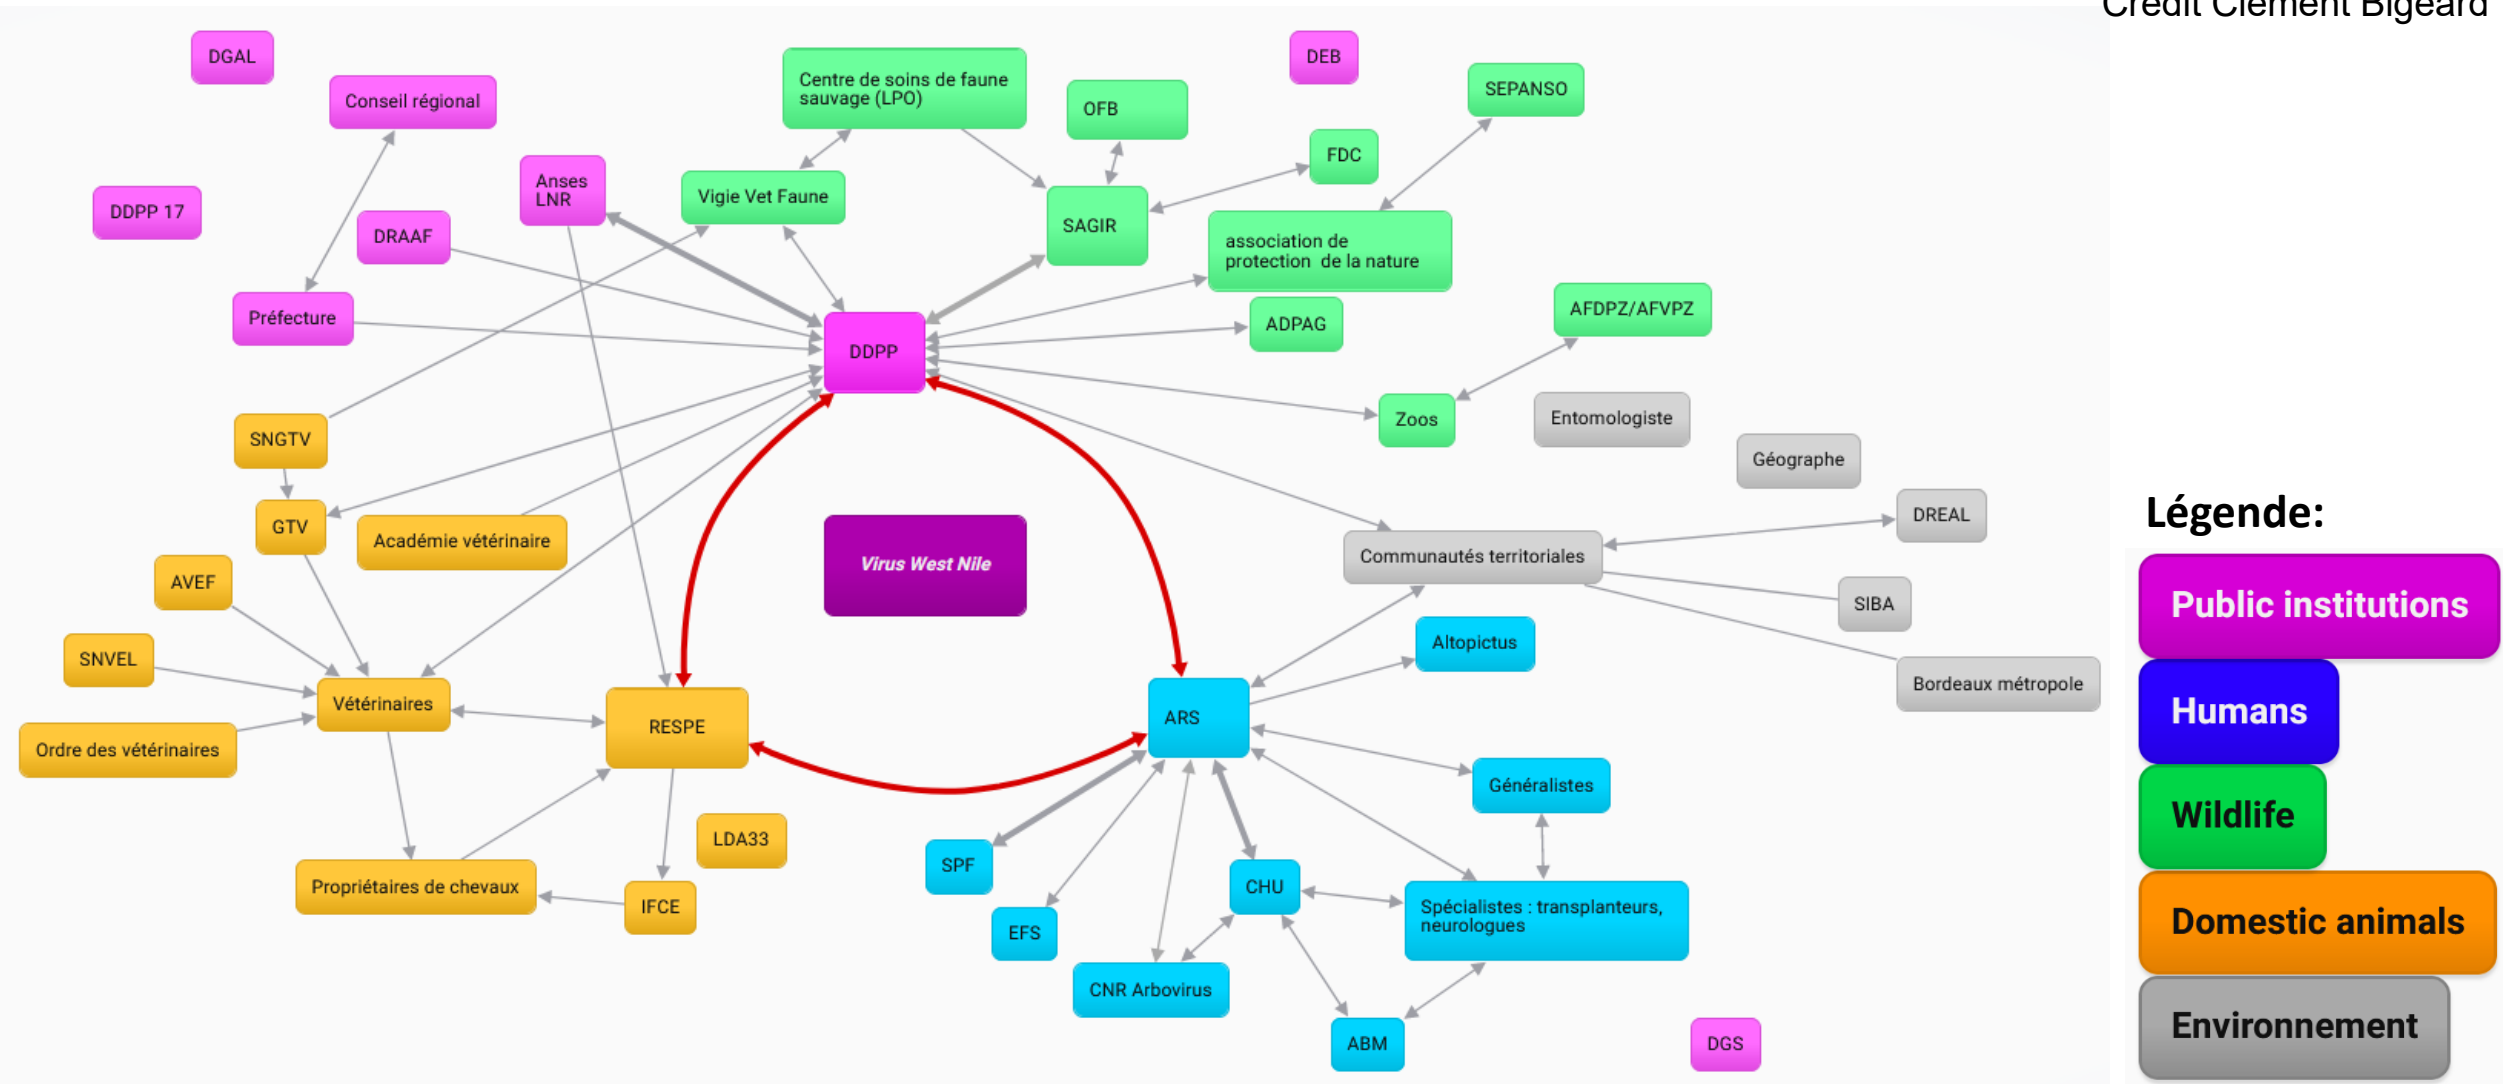 Crédit Clément Bigeard
DGAL
DEB
Conseil régional
Centre de soins de faune
sauvage (LPO)
OFB
SEPANSO
FDC
Anses
LNR
Vigie Vet Faune
DDPP 17
DRAAF
SAGIR
association de
protection de la nature
Préfecture
AFDPZ/AFVPZ
ADPAG
DDPP
Zoos
Entomologiste
SNGTV
Géographe
GTV
Académie vétérinaire
DREAL
Légende:
Virus West Nile
Communautés territoriales
AVEF
SIBA
Public institutions
Altopictus
SNVEL
Bordeaux métropole
Vétérinaires
RESPE
ARS
Humans
Ordre des vétérinaires
Généralistes
Wildlife
LDA33
SPF
Propriétaires de chevaux
IFCE
CHU
Spécialistes : transplanteurs,
neurologues
Domestic animals
EFS
CNR Arbovirus
ABM
DGS
Environnement